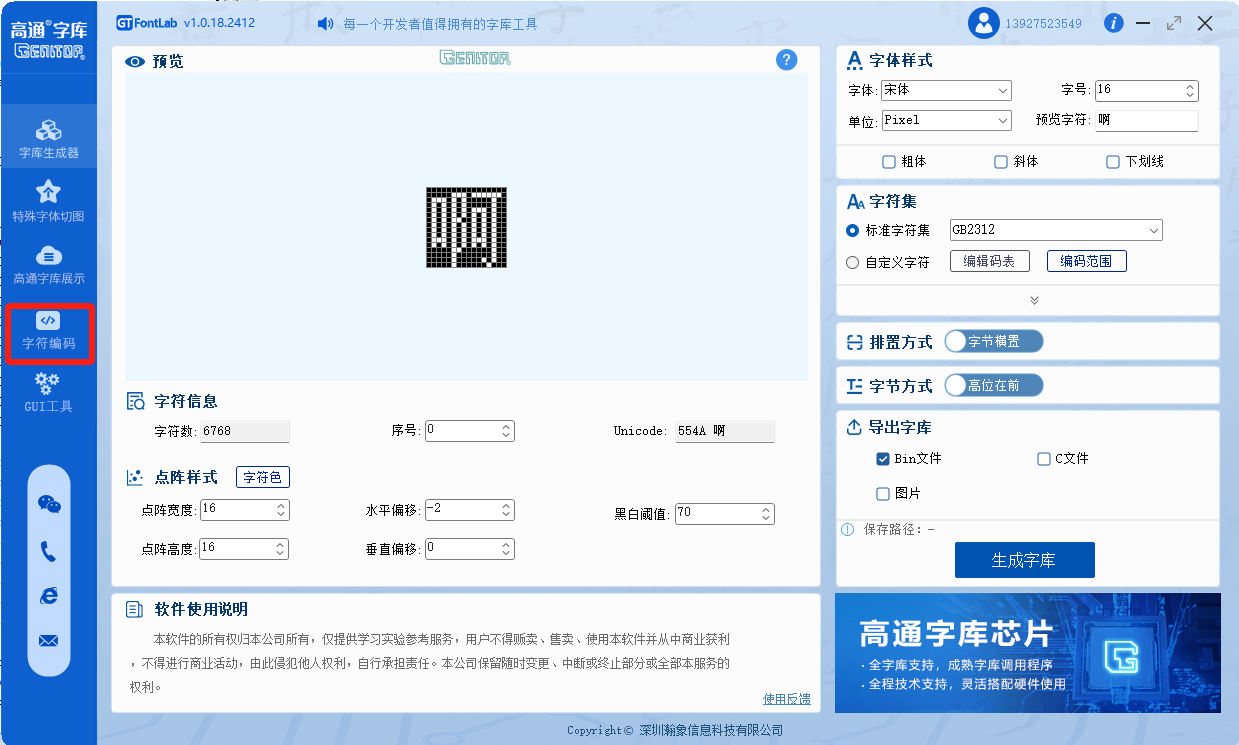 高通®字库
GENITOP®
字库生成器
特殊字体切图
高通字库展示
字符编码
GUI工具
GT FontLab v1.0.18.2412
每一个开发者值得拥有的字库工具
13927523549
预览
GENITOP
?
字符信息
字符数: 6768
序号: 0
Unicode: 554A 啊
点阵样式 字符色
点阵宽度: 16
水平偏移: -2
黑白阈值: 70
点阵高度: 16
垂直偏移: 0
软件使用说明
本软件的所有权归本公司所有，仅提供学习实验参考服务，用户不得贩卖、售卖、使用本软件并从中商业获利
，不得进行商业活动，由此侵犯他人权利，自行承担责任。本公司保留随时变更、中断或终止部分或全部本服务的
权利。
使用反馈
字体样式
字体: 宋体
字号: 16
单位: Pixel
预览字符: 啊
粗体
斜体
下划线
字符集
标准字符集 GB2312
自定义字符 编辑码表 编码范围
排置方式 字节横置
字节方式 高位在前
导出字库
Bin文件
C文件
图片
保存路径: -
生成字库
高通字库芯片
· 全字库支持，成熟字库调用程序
· 全程技术支持，灵活搭配硬件使用
Copyright© 深圳瀚象信息科技有限公司